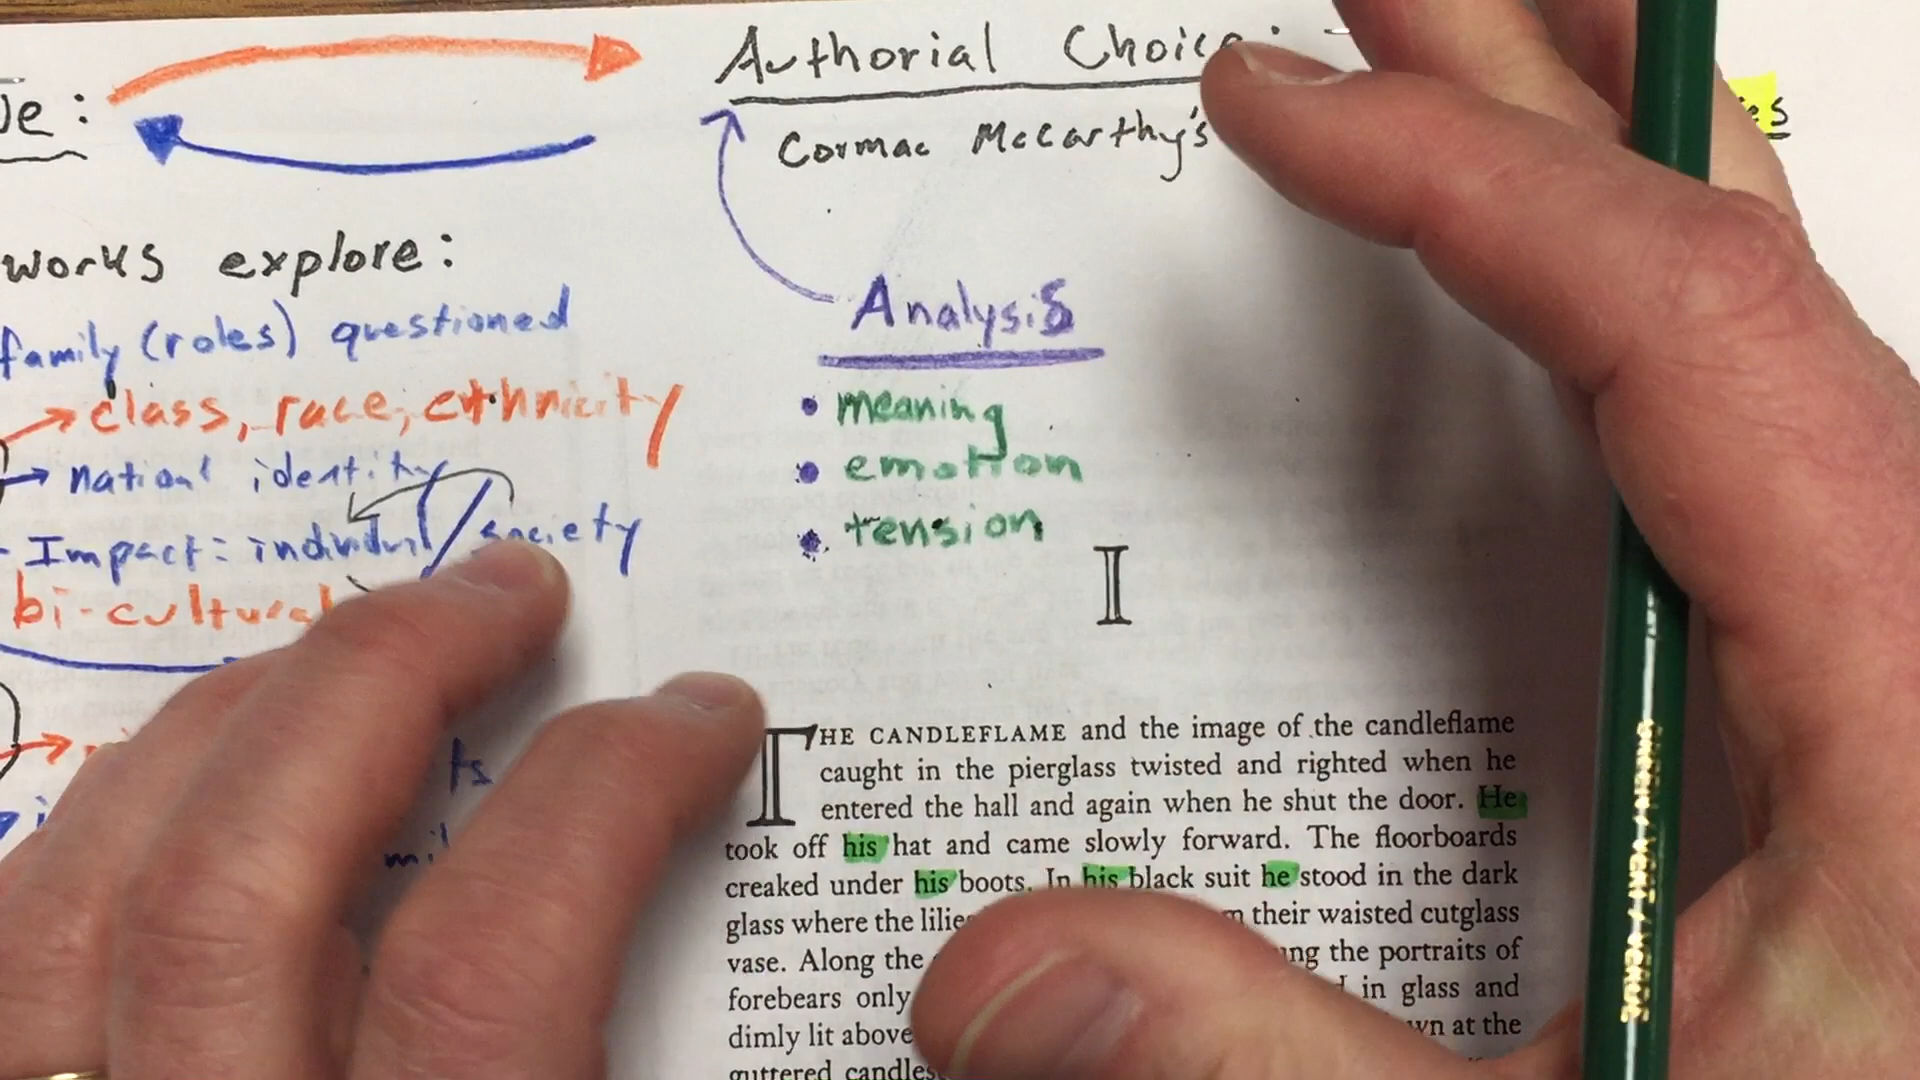 Authorial Choice:
Cormac McCarthy's
works explore:
family (roles) questioned
class, race, ethnicity
national identity
Impact: individual / society
bi-cultural
Analysis
• meaning
• emotion
• tension
I
THE CANDLEFLAME and the image of the candleflame
caught in the pierglass twisted and righted when he
entered the hall and again when he shut the door. He
took off his hat and came slowly forward. The floorboards
creaked under his boots. In his black suit he stood in the dark
glass where the lilies their waisted cutglass
vase. Along the the portraits of
forebears only in glass and
dimly lit above at the
guttered